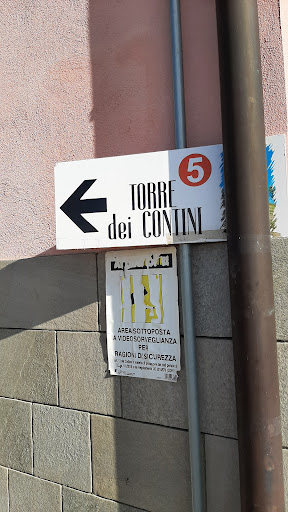 5
TORRE
dei CONTINI
AREA SOTTOPOSTA
A VIDEOSORVEGLIANZA
PER
RAGIONI DI SICUREZZA